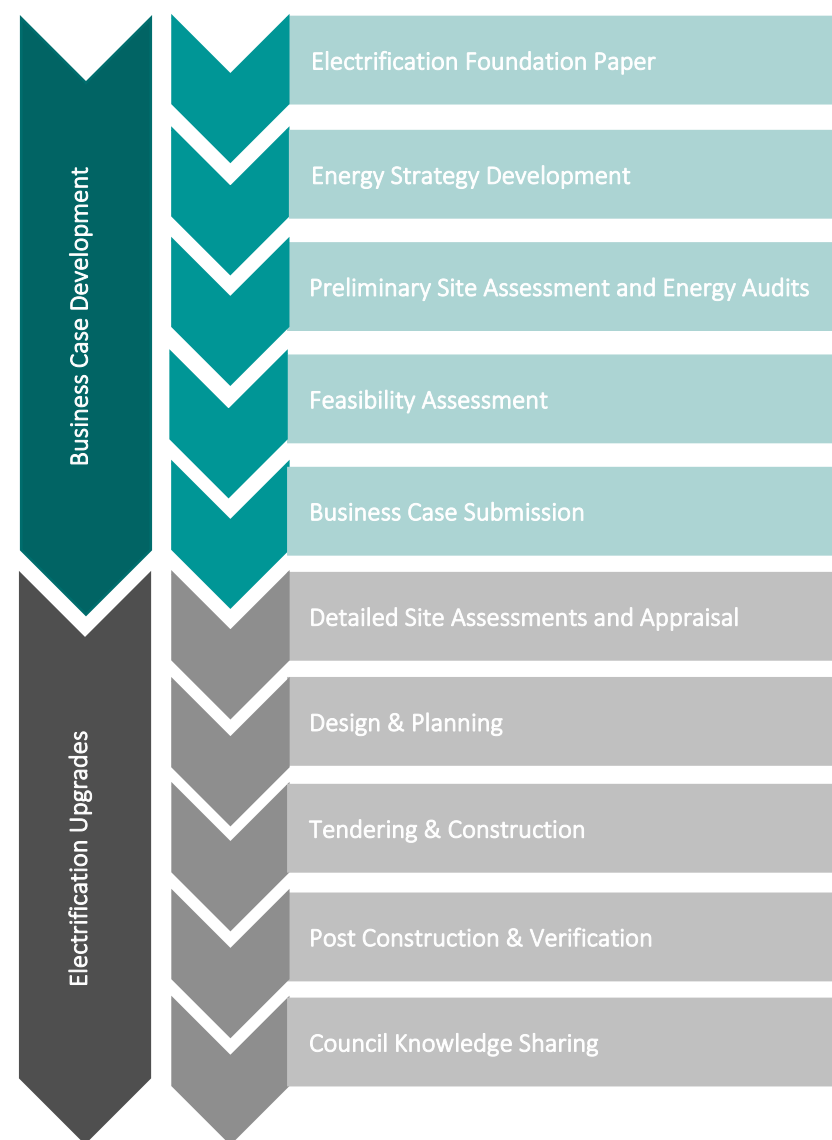 Business Case Development
Electrification Foundation Paper
Energy Strategy Development
Preliminary Site Assessment and Energy Audits
Feasibility Assessment
Business Case Submission
Electrification Upgrades
Detailed Site Assessments and Appraisal
Design & Planning
Tendering & Construction
Post Construction & Verification
Council Knowledge Sharing